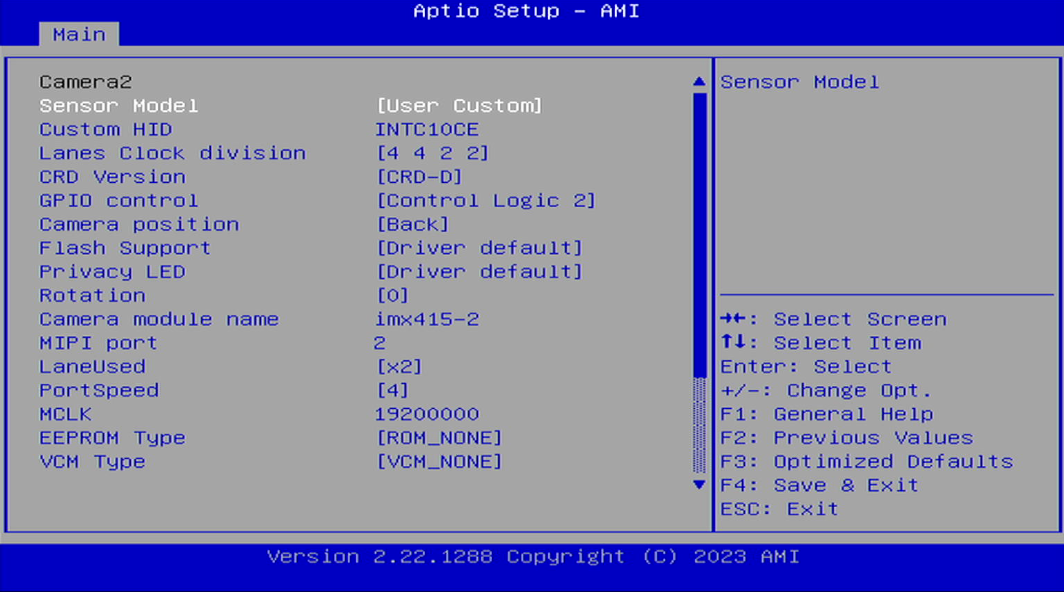 Aptio Setup - AMI
Main
Camera2
Sensor Model [User Custom]
Custom HID INTC10CE
Lanes Clock division [4 4 2 2]
CRD Version [CRD-D]
GPIO control [Control Logic 2]
Camera position [Back]
Flash Support [Driver default]
Privacy LED [Driver default]
Rotation [0]
Camera module name imx415-2
MIPI port 2
LaneUsed [x2]
PortSpeed [4]
MCLK 19200000
EEPROM Type [ROM_NONE]
VCM Type [VCM_NONE]
Sensor Model
→←: Select Screen
↑↓: Select Item
Enter: Select
+/-: Change Opt.
F1: General Help
F2: Previous Values
F3: Optimized Defaults
F4: Save & Exit
ESC: Exit
Version 2.22.1288 Copyright (C) 2023 AMI